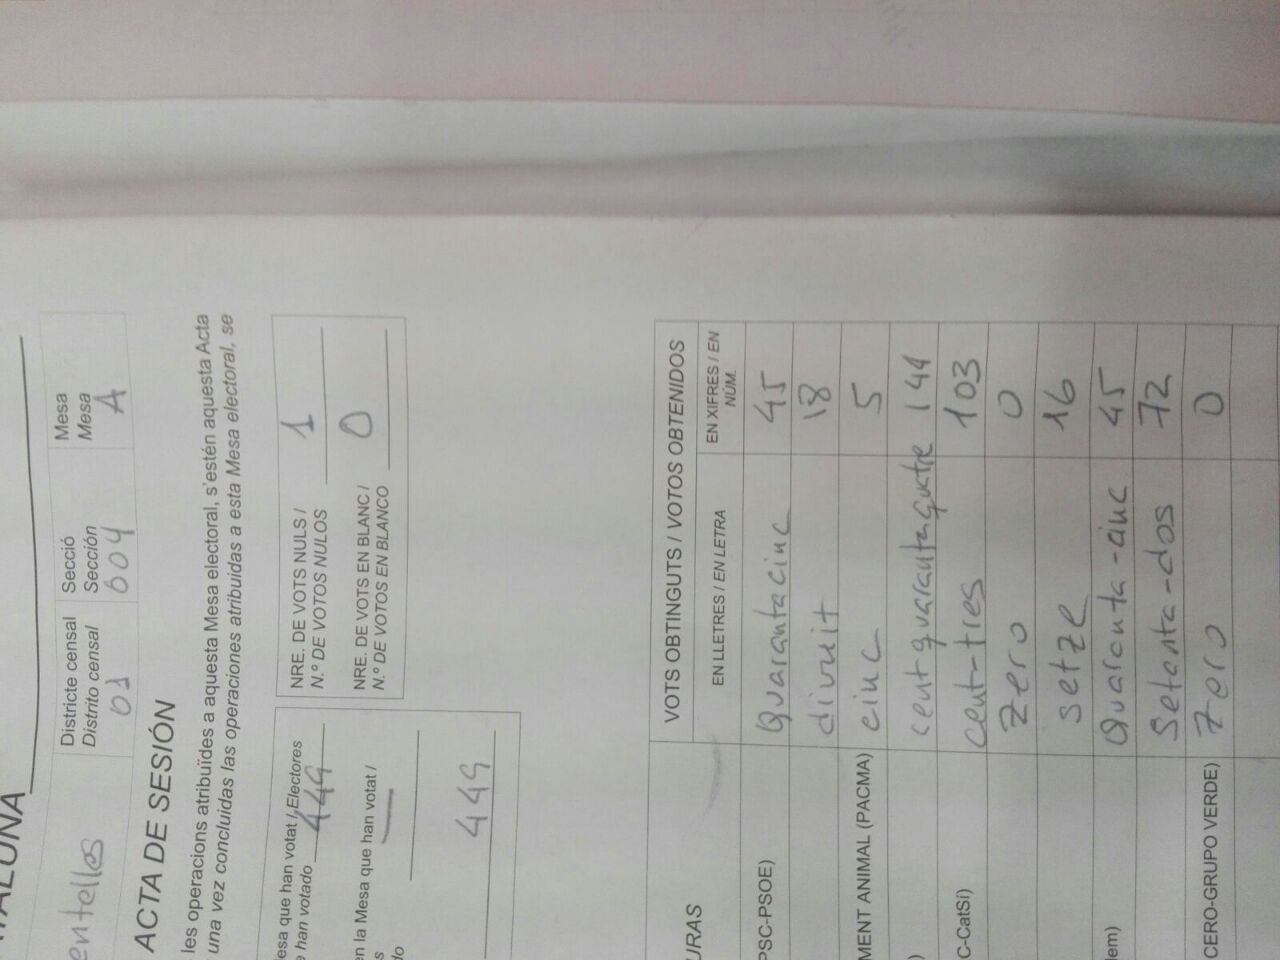 entelles
Districte censal
Distrito censal
01
Secció
Sección
004
Mesa
Mesa
A
ACTA DE SESIÓN
les operacions atribuïdes a aquesta Mesa electoral, s'estén aquesta Acta
una vez concluidas las operaciones atribuidas a esta Mesa electoral, se
esa que han votat / Electores
e han votado 449
en la Mesa que han votat /
449
NRE. DE VOTS NULS /
N.º DE VOTOS NULOS 1
NRE. DE VOTS EN BLANC /
N.º DE VOTOS EN BLANCO 0
URAS
VOTS OBTINGUTS / VOTOS OBTENIDOS
EN LLETRES / EN LETRA
EN XIFRES / EN NÚM.
PSC-PSOE) Quarantacinc 45
divuit 18
MENT ANIMAL (PACMA) cinc 5
) cent quarantaquatre 144
C-CatSí) cent-tres 103
zero 0
setze 16
lem) Quaranta-cinc 45
Setanta-dos 72
CERO-GRUPO VERDE) zero 0